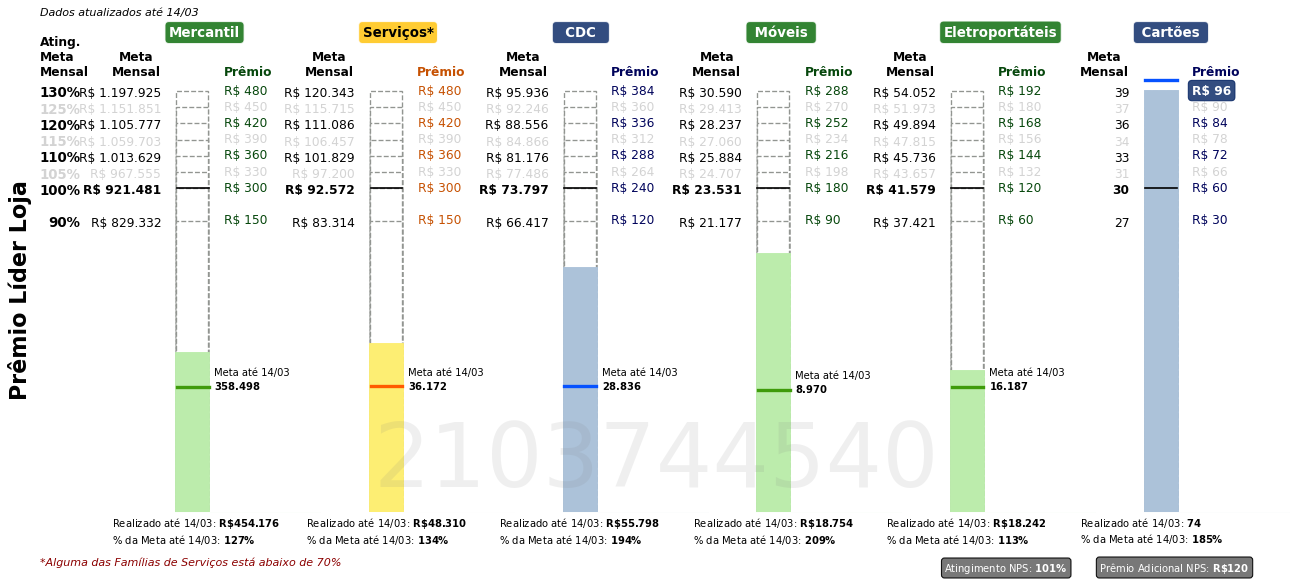 Dados atualizados até 14/03
Mercantil Serviços* CDC Móveis Eletroportáteis Cartões
Ating.
Meta Meta Meta Meta Meta Meta Meta
Mensal Mensal Prêmio Mensal Prêmio Mensal Prêmio Mensal Prêmio Mensal Prêmio Mensal Prêmio
130% R$ 1.197.925 R$ 480 R$ 120.343 R$ 480 R$ 95.936 R$ 384 R$ 30.590 R$ 288 R$ 54.052 R$ 192 39 R$ 96
125% R$ 1.151.851 R$ 450 R$ 115.715 R$ 450 R$ 92.246 R$ 360 R$ 29.413 R$ 270 R$ 51.973 R$ 180 37 R$ 90
120% R$ 1.105.777 R$ 420 R$ 111.086 R$ 420 R$ 88.556 R$ 336 R$ 28.237 R$ 252 R$ 49.894 R$ 168 36 R$ 84
115% R$ 1.059.703 R$ 390 R$ 106.457 R$ 390 R$ 84.866 R$ 312 R$ 27.060 R$ 234 R$ 47.815 R$ 156 34 R$ 78
110% R$ 1.013.629 R$ 360 R$ 101.829 R$ 360 R$ 81.176 R$ 288 R$ 25.884 R$ 216 R$ 45.736 R$ 144 33 R$ 72
105% R$ 967.555 R$ 330 R$ 97.200 R$ 330 R$ 77.486 R$ 264 R$ 24.707 R$ 198 R$ 43.657 R$ 132 31 R$ 66
100% R$ 921.481 R$ 300 R$ 92.572 R$ 300 R$ 73.797 R$ 240 R$ 23.531 R$ 180 R$ 41.579 R$ 120 30 R$ 60
90% R$ 829.332 R$ 150 R$ 83.314 R$ 150 R$ 66.417 R$ 120 R$ 21.177 R$ 90 R$ 37.421 R$ 60 27 R$ 30
Prêmio Líder Loja
Meta até 14/03 Meta até 14/03 Meta até 14/03 Meta até 14/03 Meta até 14/03
358.498 36.172 28.836 8.970 16.187
2103744540
Realizado até 14/03: R$454.176 Realizado até 14/03: R$48.310 Realizado até 14/03: R$55.798 Realizado até 14/03: R$18.754 Realizado até 14/03: R$18.242 Realizado até 14/03: 74
% da Meta até 14/03: 127% % da Meta até 14/03: 134% % da Meta até 14/03: 194% % da Meta até 14/03: 209% % da Meta até 14/03: 113% % da Meta até 14/03: 185%
*Alguma das Famílias de Serviços está abaixo de 70%
Atingimento NPS: 101% Prêmio Adicional NPS: R$120